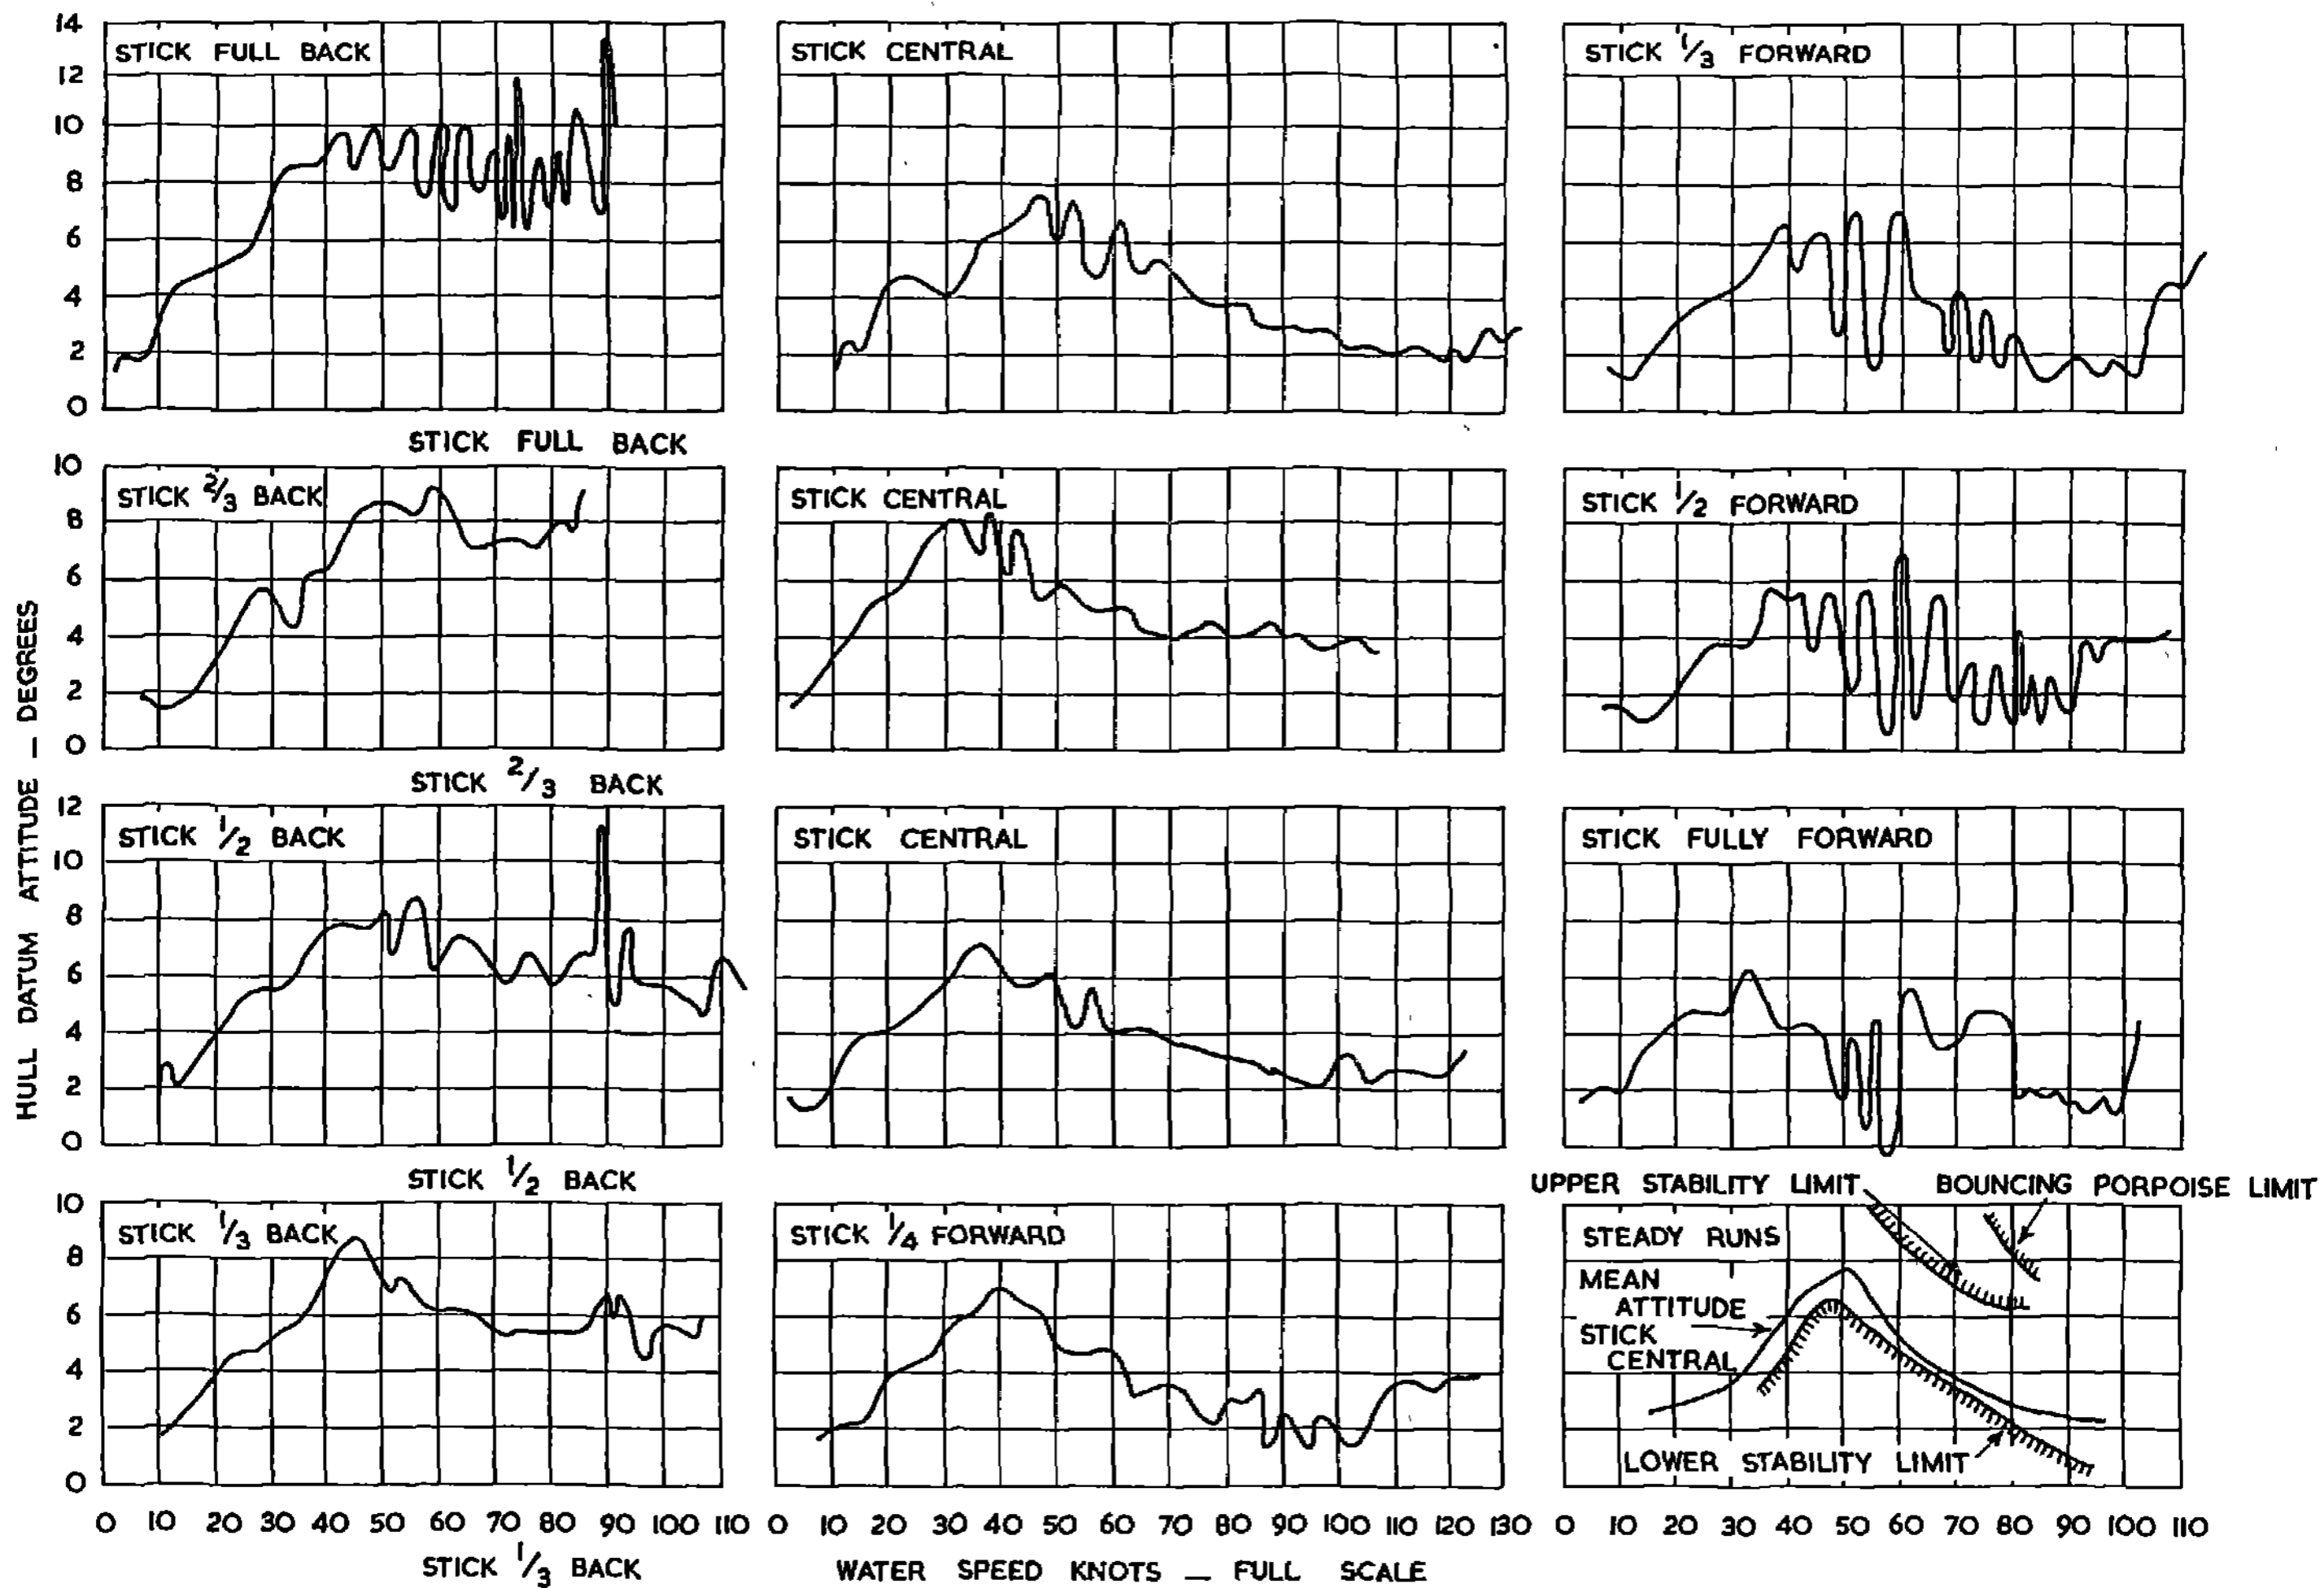 14
STICK FULL BACK
12
10
8
6
4
2
0
STICK FULL BACK
STICK CENTRAL
STICK 1/3 FORWARD
10
STICK 2/3 BACK
8
6
4
2
0
STICK 2/3 BACK
STICK CENTRAL
STICK 1/2 FORWARD
HULL DATUM ATTITUDE — DEGREES
12
STICK 1/2 BACK
10
8
6
4
2
0
STICK 1/2 BACK
STICK CENTRAL
STICK FULLY FORWARD
10
STICK 1/3 BACK
8
6
4
2
0
0 10 20 30 40 50 60 70 80 90 100 110
STICK 1/3 BACK
STICK 1/4 FORWARD
0 10 20 30 40 50 60 70 80 90 100 110 120 130
WATER SPEED KNOTS — FULL SCALE
UPPER STABILITY LIMIT
BOUNCING PORPOISE LIMIT
STEADY RUNS
MEAN
ATTITUDE
STICK
CENTRAL
LOWER STABILITY LIMIT
0 10 20 30 40 50 60 70 80 90 100 110